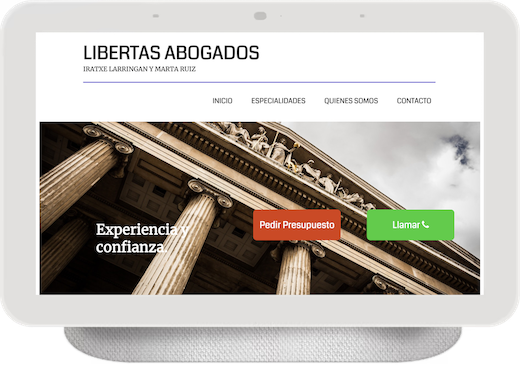 LIBERTAS ABOGADOS
IRATXE LARRINGAN Y MARTA RUIZ
INICIO ESPECIALIDADES QUIENES SOMOS CONTACTO
Experiencia y
confianza.
Pedir Presupuesto
Llamar